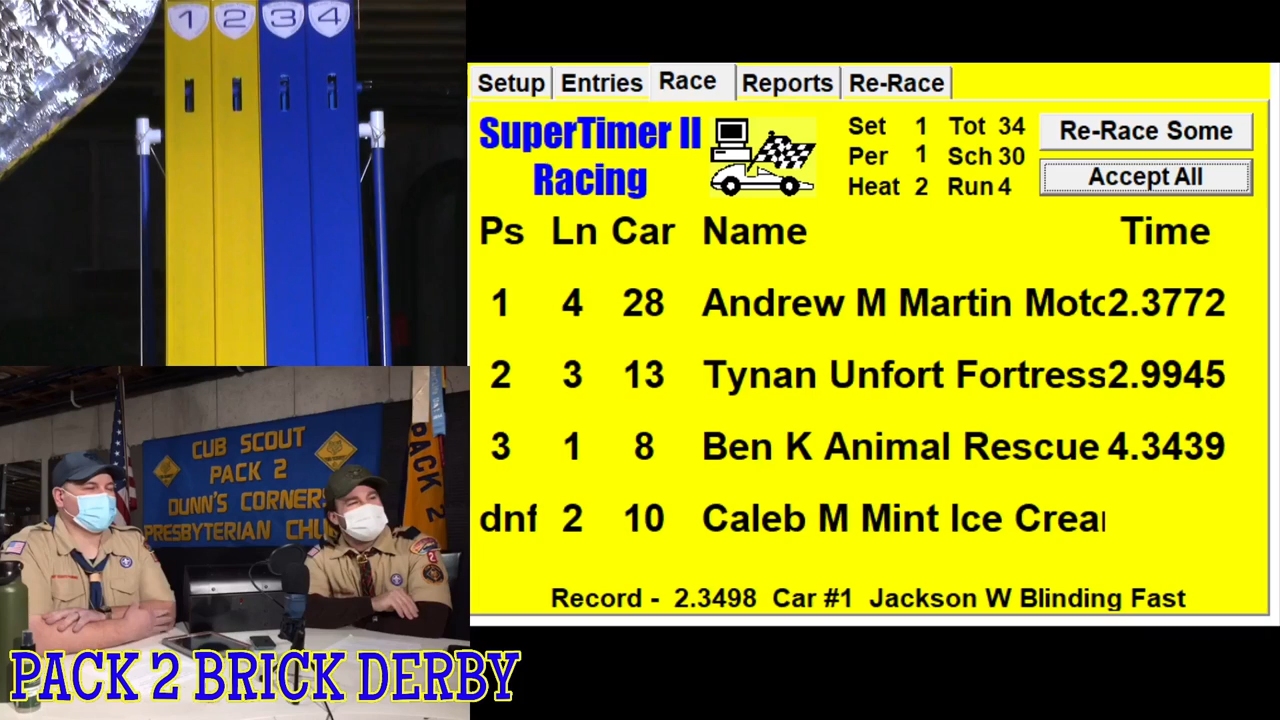 1 2 3 4
CUB SCOUT
PACK 2
DUNN'S CORNERS
PRESBYTERIAN
PACK 2
PACK 2 BRICK DERBY
Setup Entries Race Reports Re-Race
SuperTimer II
Racing
Set 1 Tot 34
Per 1 Sch 30
Heat 2 Run 4
Re-Race Some
Accept All
Ps Ln Car Name Time
1 4 28 Andrew M Martin Moto 2.3772
2 3 13 Tynan Unfort Fortress 2.9945
3 1 8 Ben K Animal Rescue 4.3439
dnf 2 10 Caleb M Mint Ice Crea
Record - 2.3498 Car #1 Jackson W Blinding Fast